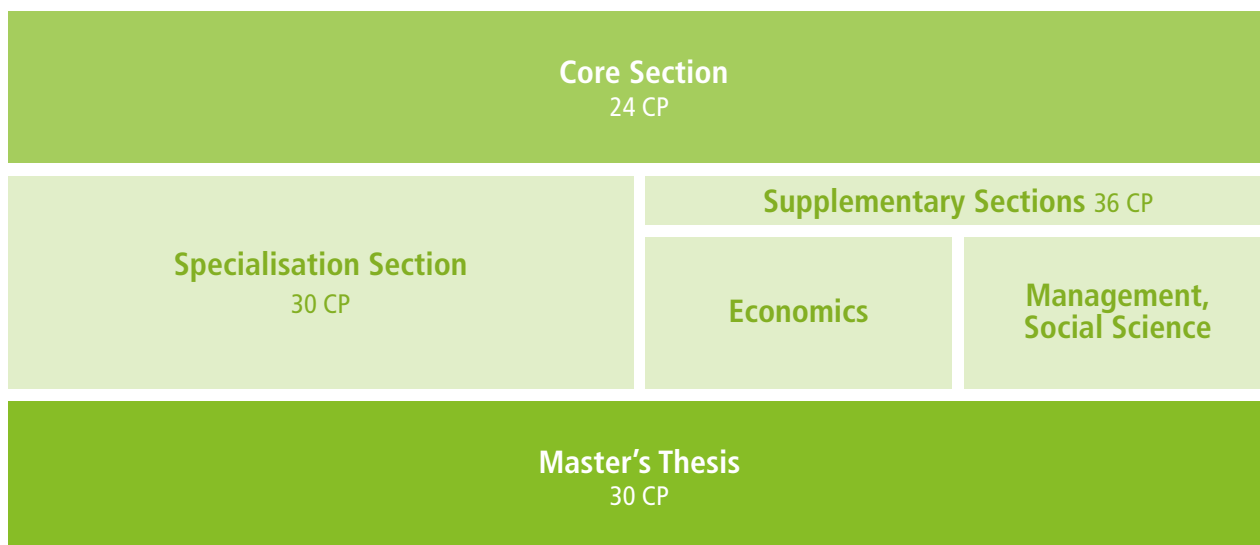 Core Section
24 CP
Specialisation Section
30 CP
Supplementary Sections 36 CP
Economics
Management,
Social Science
Master’s Thesis
30 CP